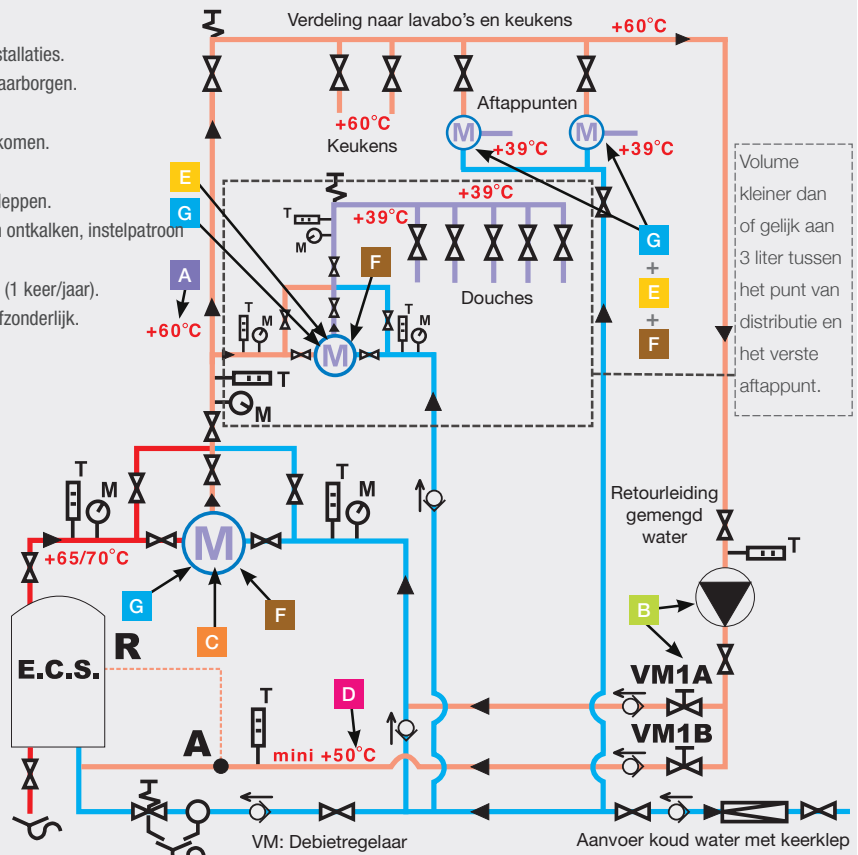 stallaties.
aarborgen.
komen.
leppen.
n ontkalken, instelpatroon
(1 keer/jaar).
fzonderlijk.
Verdeling naar lavabo's en keukens
+60°C
Aftappunten
+60°C
Keukens
M
M
+39°C
+39°C
E
G
+39°C
T
+39°C
M
F
Douches
A
+60°C
T
M
M
T
M
T
M
G
+
E
+
F
Volume
kleiner dan
of gelijk aan
3 liter tussen
het punt van
distributie en
het verste
aftappunt.
T
M
T
M
+65/70°C
M
Retourleiding
gemengd
water
T
G
C
F
B
E.C.S.
R
VM1A
D
T
A
mini +50°C
VM1B
VM: Debietregelaar
Aanvoer koud water met keerklep